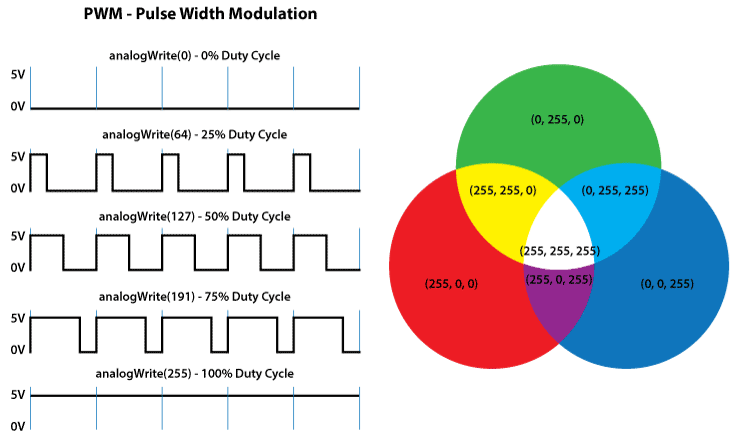 PWM - Pulse Width Modulation
analogWrite(0) - 0% Duty Cycle
5V
0V
analogWrite(64) - 25% Duty Cycle
5V
0V
analogWrite(127) - 50% Duty Cycle
5V
0V
analogWrite(191) - 75% Duty Cycle
5V
0V
analogWrite(255) - 100% Duty Cycle
5V
0V
(0, 255, 0)
(255, 255, 0)
(0, 255, 255)
(255, 255, 255)
(255, 0, 0)
(255, 0, 255)
(0, 0, 255)